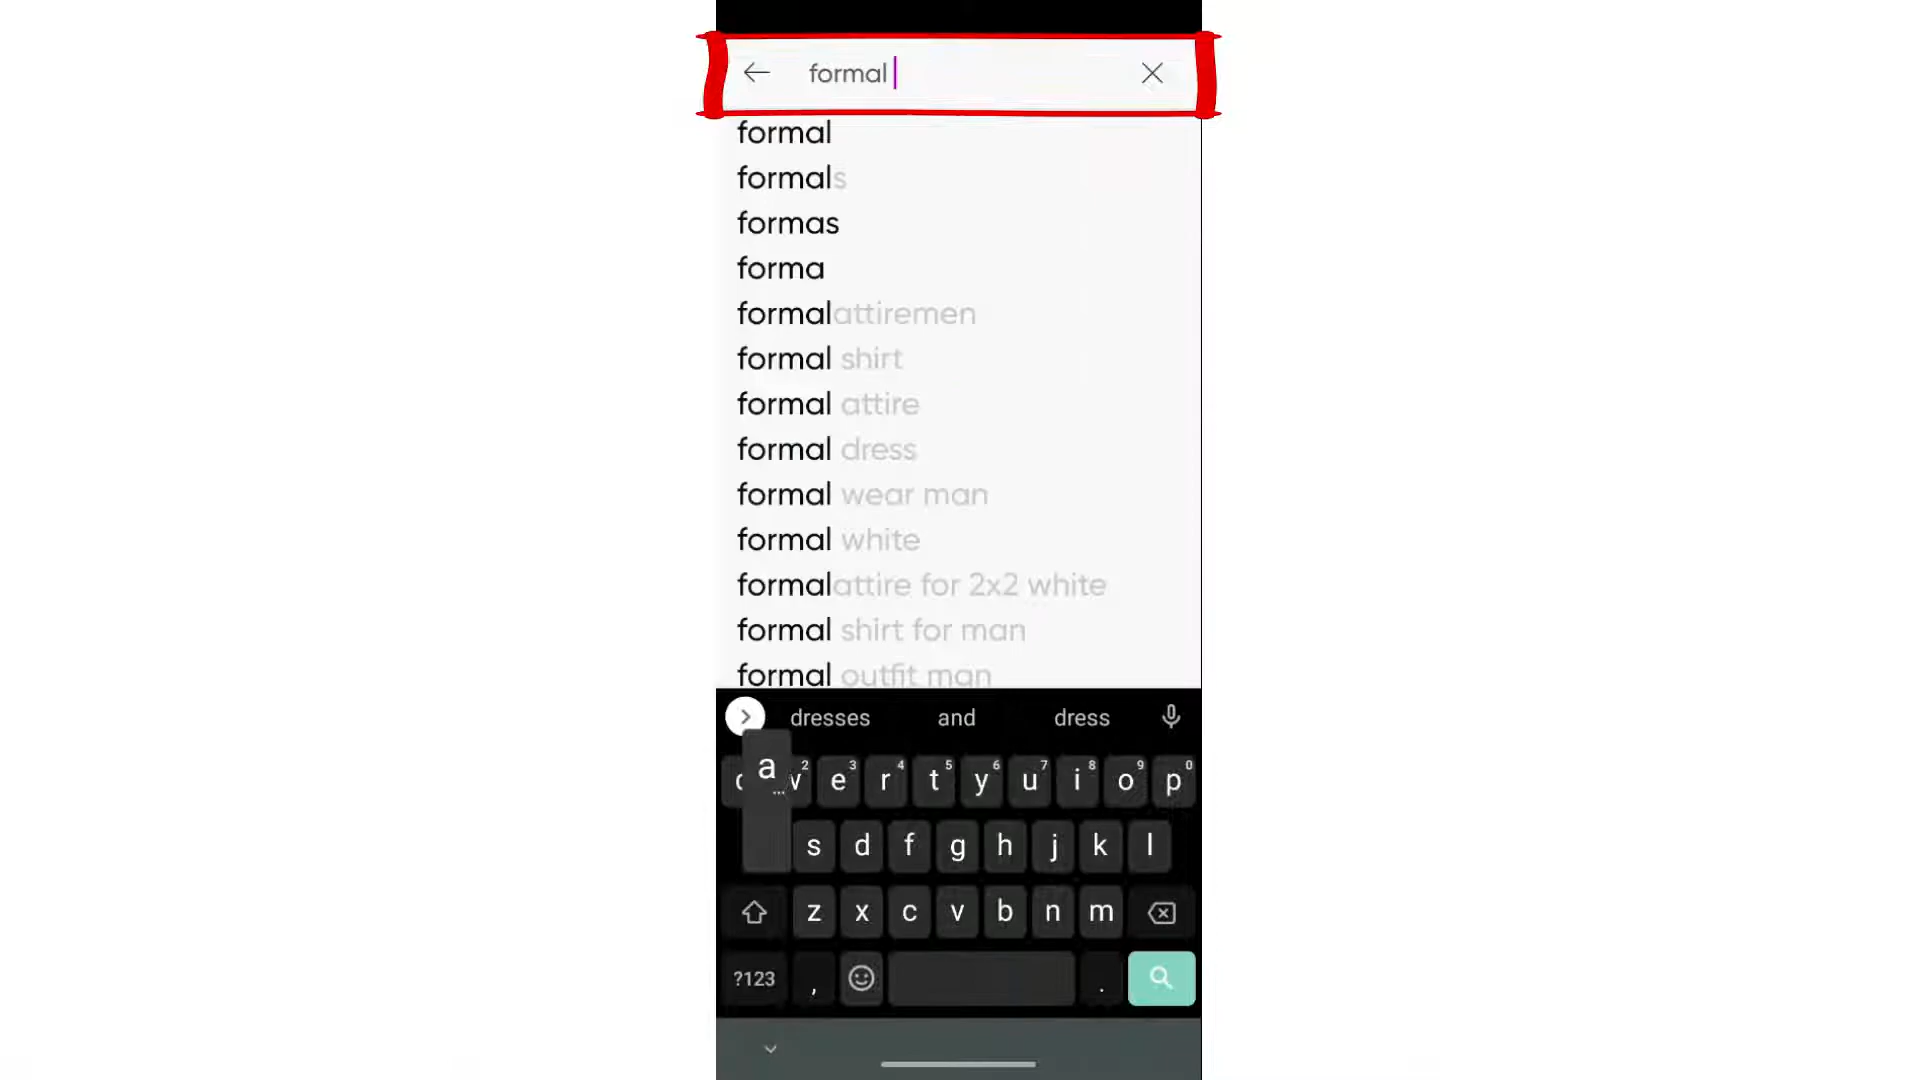 formal
formal
formals
formas
forma
formalattiremen
formal shirt
formal attire
formal dress
formal wear man
formal white
formalattire for 2x2 white
formal shirt for man
formal outfit man
dresses and dress
a
2 e 3 r 4 t 5 y 6 u 7 i 8 o 9 p 0
s d f g h j k l
z x c v b n m
?123 , .